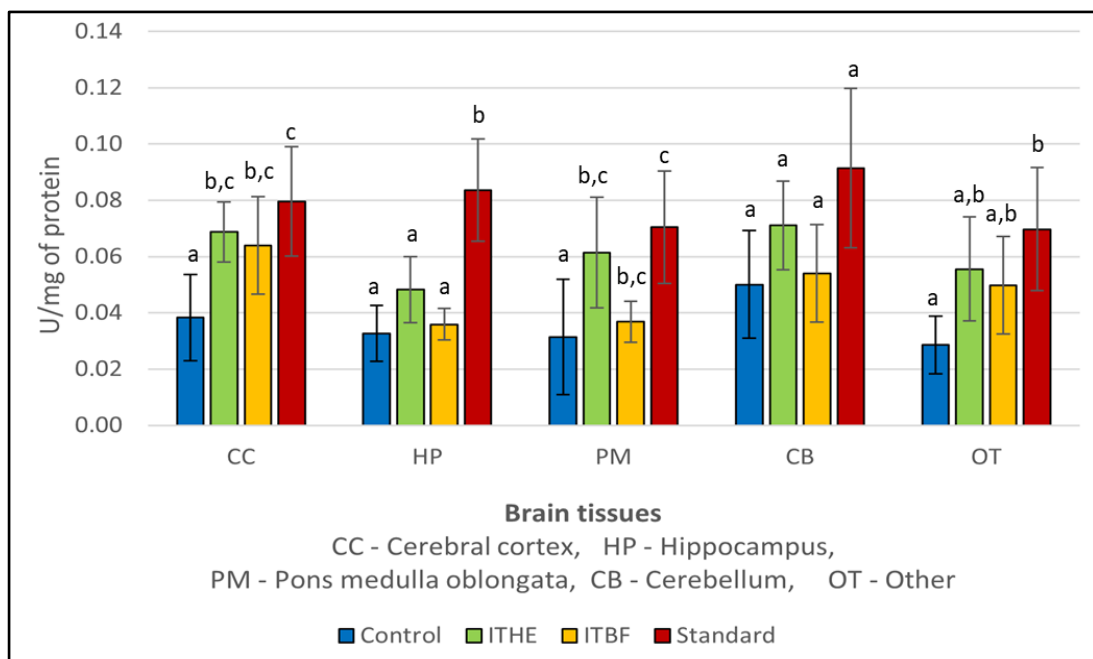 0.14
0.12
0.10
0.08
0.06
0.04
0.02
0.00
U/mg of protein
a b,c b,c c
a a a b
a b,c b,c c
a a a a
a a,b a,b b
CC HP PM CB OT
Brain tissues
CC - Cerebral cortex, HP - Hippocampus,
PM - Pons medulla oblongata, CB - Cerebellum, OT - Other
Control ITHE ITBF Standard